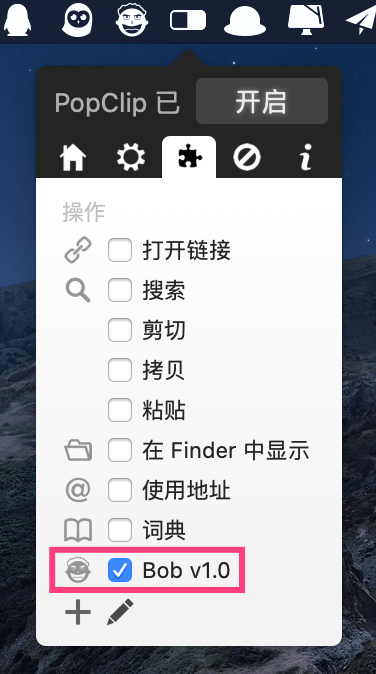 PopClip 已 开启
操作
打开链接
搜索
剪切
拷贝
粘贴
在 Finder 中显示
@ 使用地址
词典
Bob v1.0